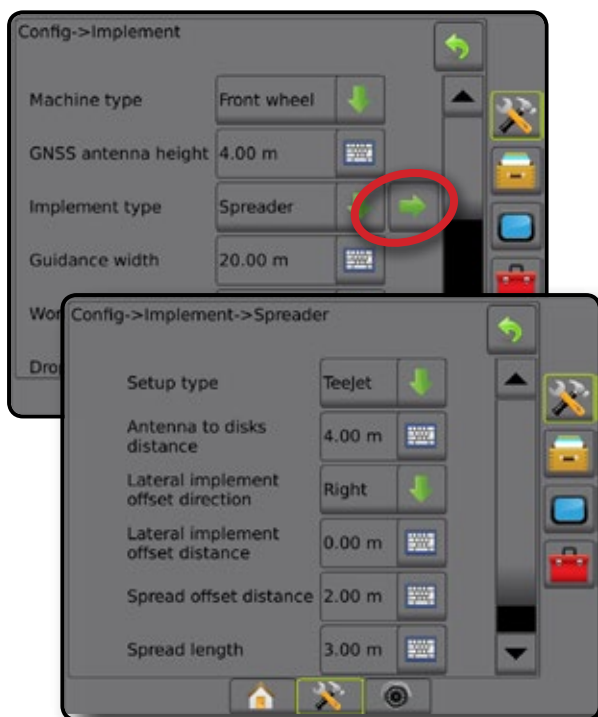 Config->Implement
Machine type Front wheel
GNSS antenna height 4.00 m
Implement type Spreader
Guidance width 20.00 m
Config->Implement->Spreader
Setup type TeeJet
Antenna to disks
distance 4.00 m
Lateral implement
offset direction Right
Lateral implement
offset distance 0.00 m
Spread offset distance 2.00 m
Spread length 3.00 m